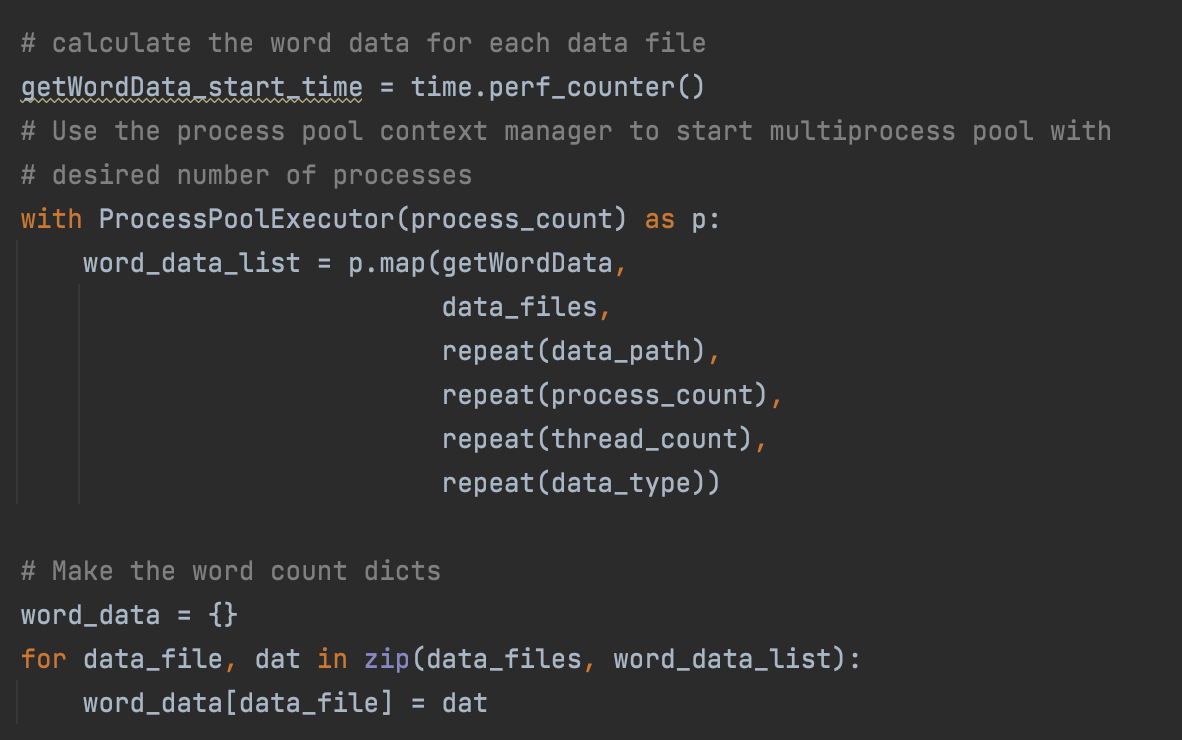 # calculate the word data for each data file
getWordData_start_time = time.perf_counter()
# Use the process pool context manager to start multiprocess pool with
# desired number of processes
with ProcessPoolExecutor(process_count) as p:
    word_data_list = p.map(getWordData,
                           data_files,
                           repeat(data_path),
                           repeat(process_count),
                           repeat(thread_count),
                           repeat(data_type))

# Make the word count dicts
word_data = {}
for data_file, dat in zip(data_files, word_data_list):
    word_data[data_file] = dat